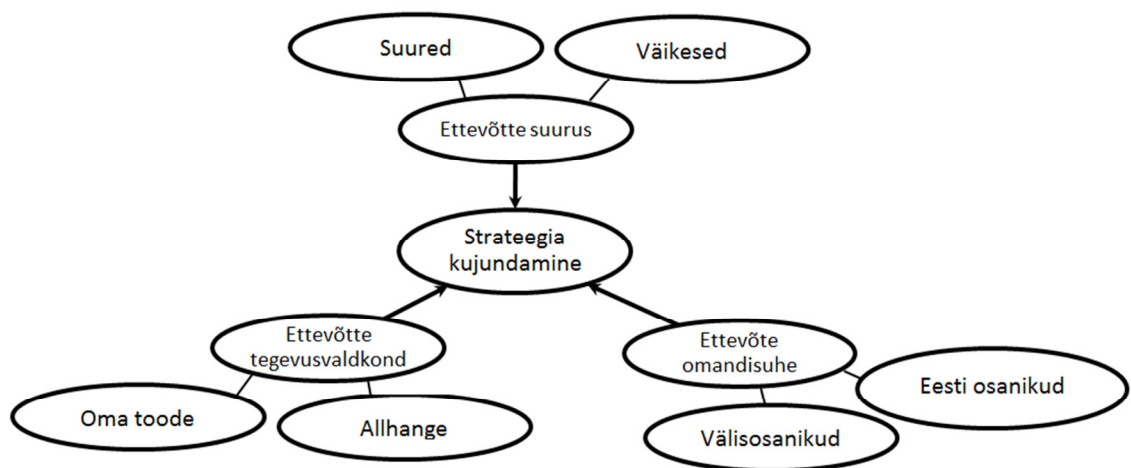 Suured
Väikesed
Ettevõtte suurus
Strateegia
kujundamine
Ettevõtte
tegevusvaldkond
Ettevõte
omandisuhe
Oma toode
Allhange
Välisosanikud
Eesti osanikud